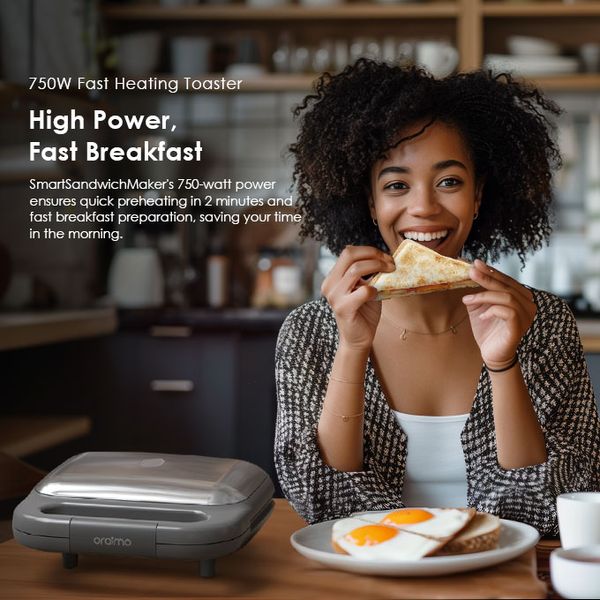 750W Fast Heating Toaster
High Power,
Fast Breakfast
SmartSandwichMaker's 750-watt power
ensures quick preheating in 2 minutes and
fast breakfast preparation, saving your time
in the morning.
oraimo